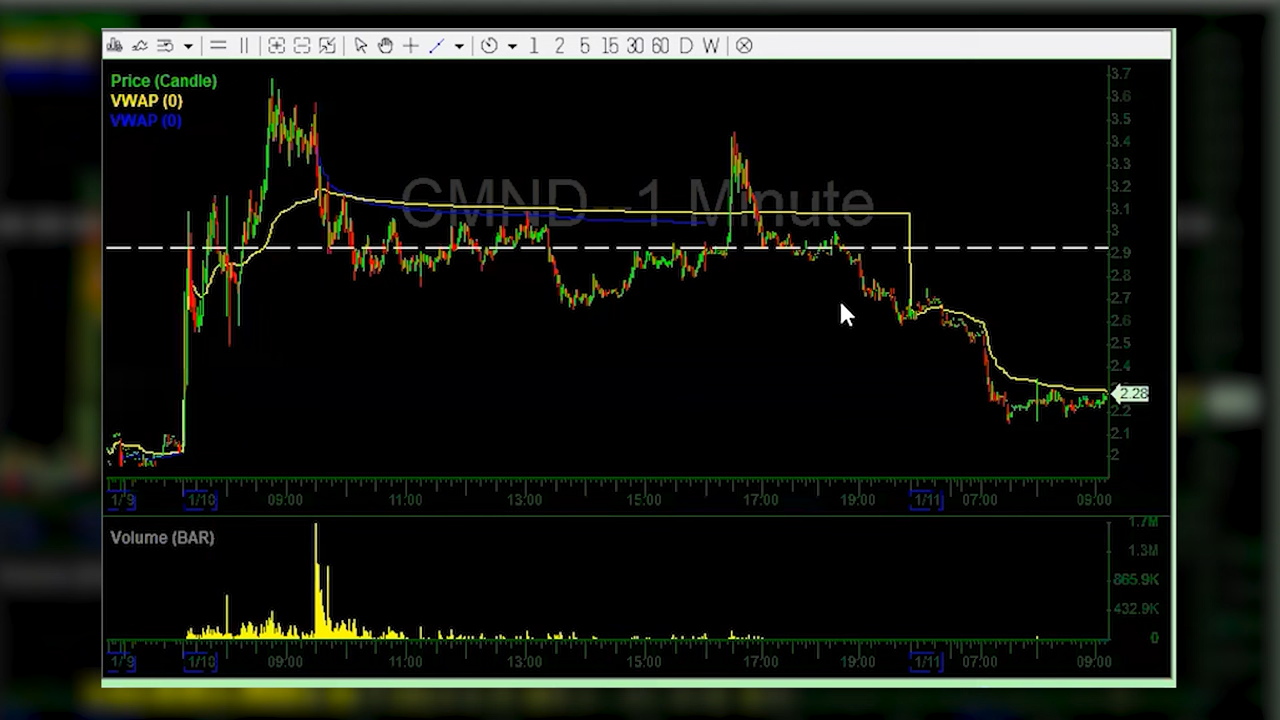 1 2 5 15 30 60 D W
Price (Candle)
VWAP (0)
VWAP (0)
CMND--1 Minute
3.7
3.6
3.5
3.4
3.3
3.2
3.1
3
2.9
2.8
2.7
2.6
2.5
2.4
2.28
2.2
2.1
2
1/9 1/10 09:00 11:00 13:00 15:00 17:00 19:00 1/11 07:00 09:00
Volume (BAR)
1.7M
1.3M
865.9K
432.9K
0
1/9 1/10 09:00 11:00 13:00 15:00 17:00 19:00 1/11 07:00 09:00